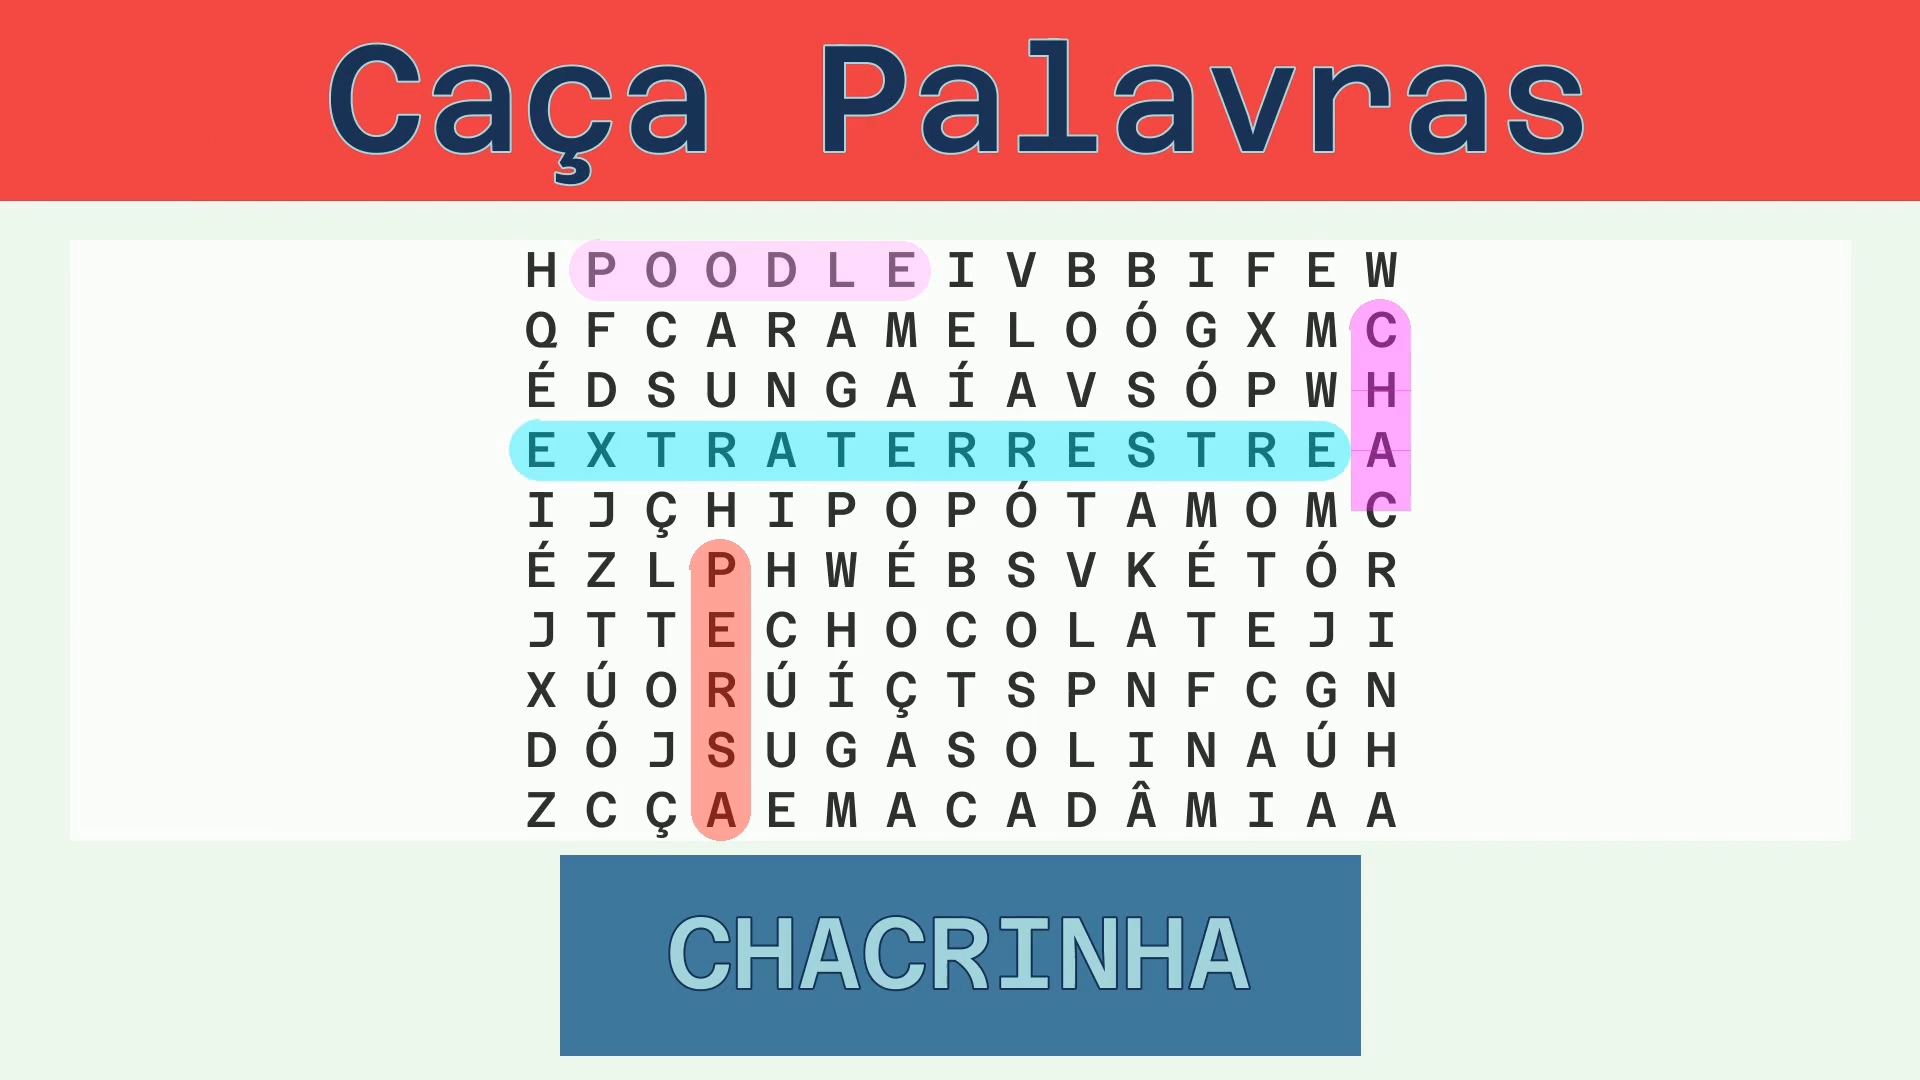 Caça Palavras
H P O O D L E I V B B I F E W
Q F C A R A M E L O Ó G X M C
É D S U N G A Í A V S Ó P W H
E X T R A T E R R E S T R E A
I J Ç H I P O P Ó T A M O M C
É Z L P H W É B S V K É T Ó R
J T T E C H O C O L A T E J I
X Ú O R Ú Í Ç T S P N F C G N
D Ó J S U G A S O L I N A Ú H
Z C Ç A E M A C A D Â M I A A
CHACRINHA